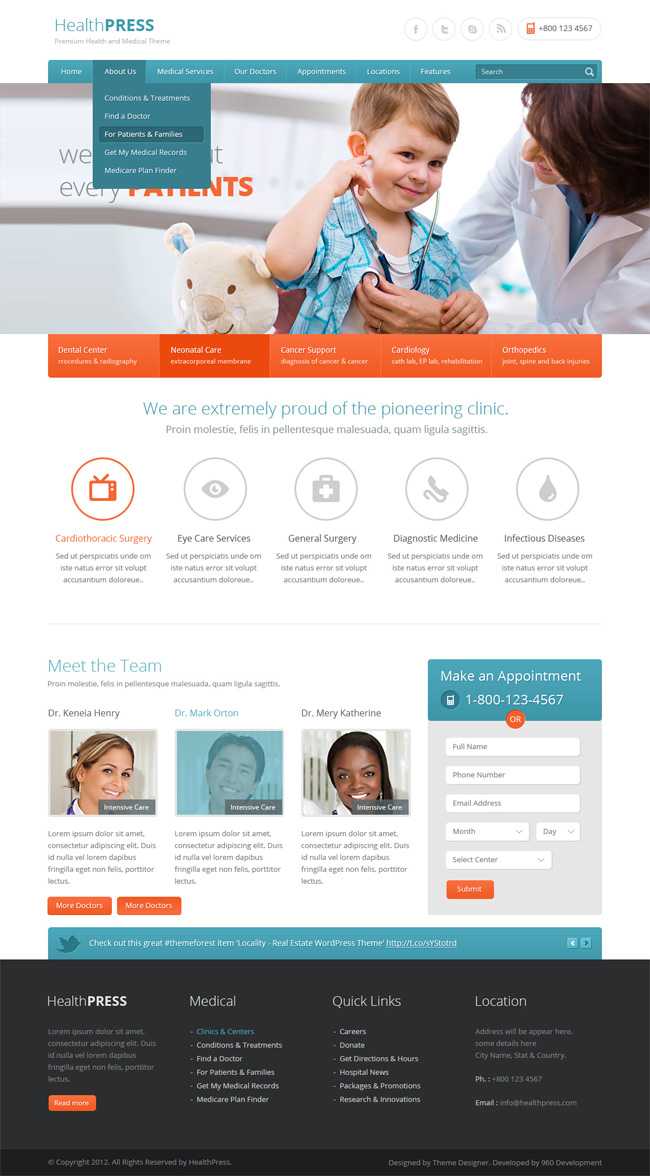 HealthPRESS
Premium Health and Medical Theme
+800 123 4567
Home About Us Medical Services Our Doctors Appointments Locations Features Search
Conditions & Treatments
Find a Doctor
For Patients & Families
Get My Medical Records
Medicare Plan Finder
we
every PATIENTS
Dental Center
crocedures & radiography
Neonatal Care
extracorporeal membrane
Cancer Support
diagnosis of cancer & cancer
Cardiology
cath lab, EP lab, rehabilitation
Orthopedics
joint, spine and back injuries
We are extremely proud of the pioneering clinic.
Proin molestie, felis in pellentesque malesuada, quam ligula sagittis.
Cardiothoracic Surgery
Sed ut perspiciatis unde om
iste natus error sit volupt
accusantium doloreue..
Eye Care Services
Sed ut perspiciatis unde om
iste natus error sit volupt
accusantium doloreue..
General Surgery
Sed ut perspiciatis unde om
iste natus error sit volupt
accusantium doloreue..
Diagnostic Medicine
Sed ut perspiciatis unde om
iste natus error sit volupt
accusantium doloreue..
Infectious Diseases
Sed ut perspiciatis unde om
iste natus error sit volupt
accusantium doloreue..
Meet the Team
Proin molestie, felis in pellentesque malesuada, quam ligula sagittis.
Dr. Keneia Henry
Intensive Care
Lorem ipsum dolor sit amet,
consectetur adipiscing elit. Duis
id nulla vel lorem dapibus
fringilla eget non felis, porttitor
lectus.
Dr. Mark Orton
Intensive Care
Lorem ipsum dolor sit amet,
consectetur adipiscing elit. Duis
id nulla vel lorem dapibus
fringilla eget non felis, porttitor
lectus.
Dr. Mery Katherine
Intensive Care
Lorem ipsum dolor sit amet,
consectetur adipiscing elit. Duis
id nulla vel lorem dapibus
fringilla eget non felis, porttitor
lectus.
More Doctors
More Doctors
Make an Appointment
1-800-123-4567
OR
Full Name
Phone Number
Email Address
Month Day
Select Center
Submit
Check out this great #themeforest item 'Locality - Real Estate WordPress Theme' http://t.co/sYStotrd
HealthPRESS
Lorem ipsum dolor sit amet,
consectetur adipiscing elit. Duis
id nulla vel lorem dapibus
fringilla eget non felis, porttitor
lectus.
Read more
Medical
- Clinics & Centers
- Conditions & Treatments
- Find a Doctor
- For Patients & Families
- Get My Medical Records
- Medicare Plan Finder
Quick Links
- Careers
- Donate
- Get Directions & Hours
- Hospital News
- Packages & Promotions
- Research & Innovations
Location
Address will be appear here.
some details here
City Name, Stat & Country.
Ph. : +800 123 4567
Email : info@healthpress.com
© Copyright 2012. All Rights Reserved by HealthPress.
Designed by Theme Designer. Developed by 960 Development